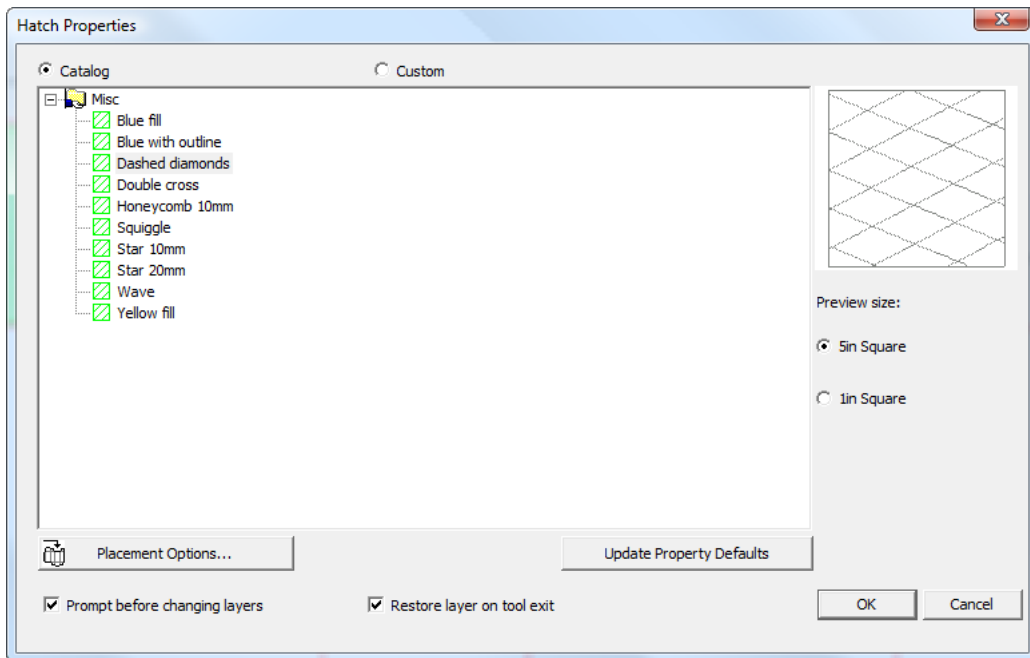 Hatch Properties
Catalog
Custom
Misc
Blue fill
Blue with outline
Dashed diamonds
Double cross
Honeycomb 10mm
Squiggle
Star 10mm
Star 20mm
Wave
Yellow fill
Preview size:
5in Square
1in Square
Placement Options...
Update Property Defaults
Prompt before changing layers
Restore layer on tool exit
OK
Cancel